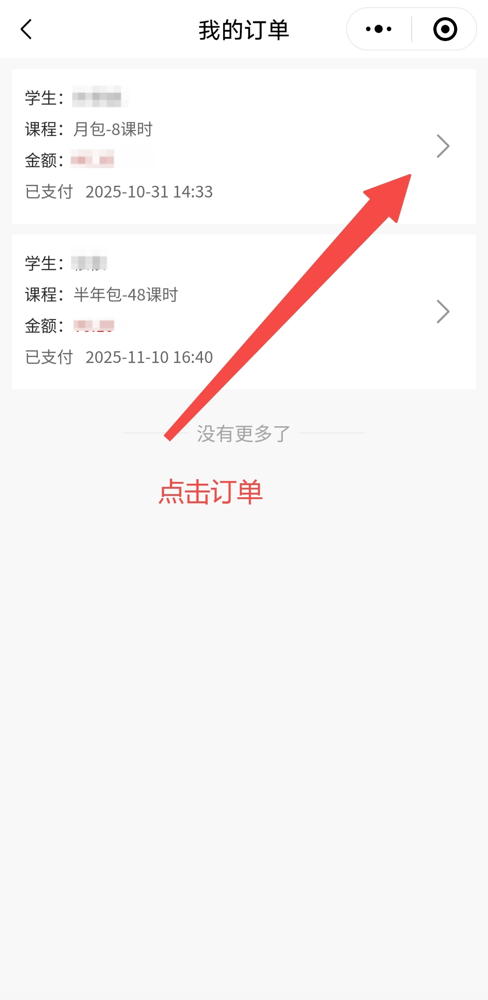 我的订单
学生：
课程：月包-8课时
金额：
已支付 2025-10-31 14:33
学生：
课程：半年包-48课时
金额：
已支付 2025-11-10 16:40
没有更多了
点击订单